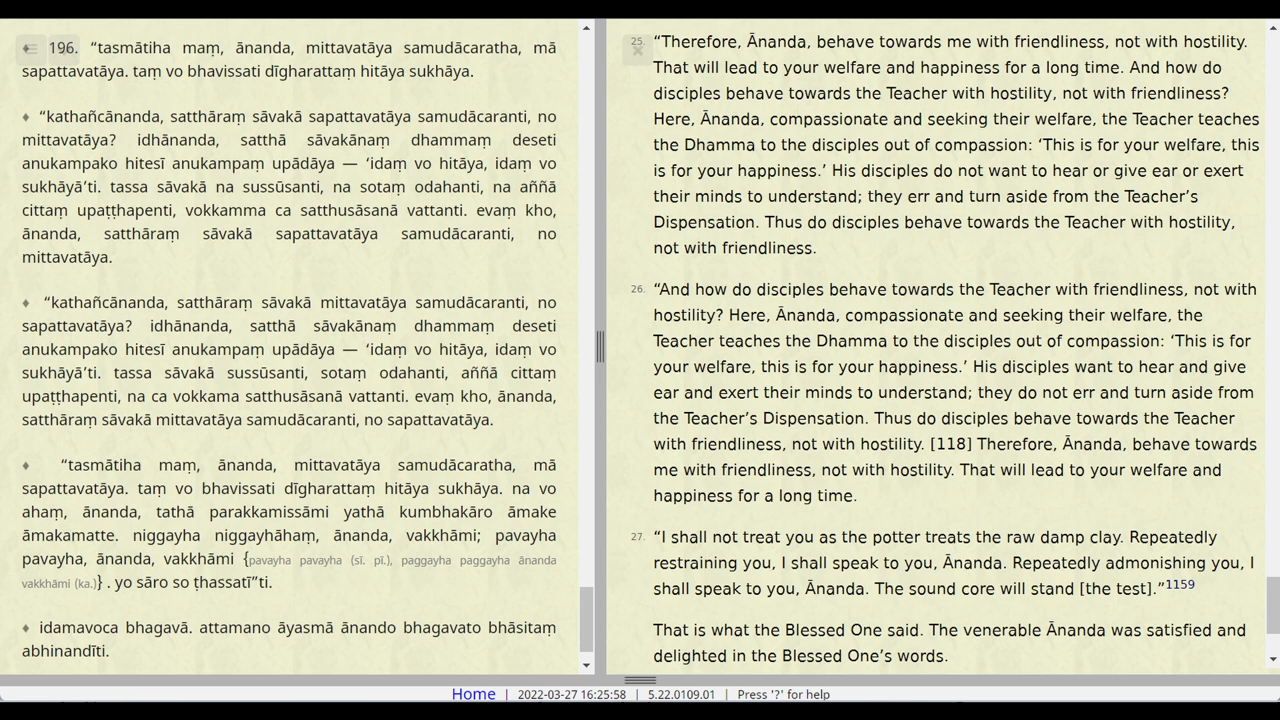 ♦ 196. “tasmātiha maṃ, ānanda, mittavatāya samudācaratha, mā
sapattavatāya. taṃ vo bhavissati dīgharattaṃ hitāya sukhāya.
♦ “kathañcānanda, satthāraṃ sāvakā sapattavatāya samudācaranti, no
mittavatāya? idhānanda, satthā sāvakānaṃ dhammaṃ deseti
anukampako hitesī anukampaṃ upādāya — ‘idaṃ vo hitāya, idaṃ vo
sukhāyā’ti. tassa sāvakā na sussūsanti, na sotaṃ odahanti, na aññā
cittaṃ upaṭṭhapenti, vokkamma ca satthusāsanā vattanti. evaṃ kho,
ānanda, satthāraṃ sāvakā sapattavatāya samudācaranti, no
mittavatāya.
♦ “kathañcānanda, satthāraṃ sāvakā mittavatāya samudācaranti, no
sapattavatāya? idhānanda, satthā sāvakānaṃ dhammaṃ deseti
anukampako hitesī anukampaṃ upādāya — ‘idaṃ vo hitāya, idaṃ vo
sukhāyā’ti. tassa sāvakā sussūsanti, sotaṃ odahanti, aññā cittaṃ
upaṭṭhapenti, na ca vokkama satthusāsanā vattanti. evaṃ kho, ānanda,
satthāraṃ sāvakā mittavatāya samudācaranti, no sapattavatāya.
♦ “tasmātiha maṃ, ānanda, mittavatāya samudācaratha, mā
sapattavatāya. taṃ vo bhavissati dīgharattaṃ hitāya sukhāya. na vo
ahaṃ, ānanda, tathā parakkamissāmi yathā kumbhakāro āmake
āmakamatte. niggayha niggayhāhaṃ, ānanda, vakkhāmi; pavayha
pavayha, ānanda, vakkhāmi {pavayha pavayha (sī. pī.), paggayha paggayha ānanda
vakkhāmi (ka.)} . yo sāro so ṭhassatī”ti.
♦ idamavoca bhagavā. attamano āyasmā ānando bhagavato bhāsitaṃ
abhinandīti.
25. “Therefore, Ānanda, behave towards me with friendliness, not with hostility.
That will lead to your welfare and happiness for a long time. And how do
disciples behave towards the Teacher with hostility, not with friendliness?
Here, Ānanda, compassionate and seeking their welfare, the Teacher teaches
the Dhamma to the disciples out of compassion: ‘This is for your welfare, this
is for your happiness.’ His disciples do not want to hear or give ear or exert
their minds to understand; they err and turn aside from the Teacher’s
Dispensation. Thus do disciples behave towards the Teacher with hostility,
not with friendliness.
26. “And how do disciples behave towards the Teacher with friendliness, not with
hostility? Here, Ānanda, compassionate and seeking their welfare, the
Teacher teaches the Dhamma to the disciples out of compassion: ‘This is for
your welfare, this is for your happiness.’ His disciples want to hear and give
ear and exert their minds to understand; they do not err and turn aside from
the Teacher’s Dispensation. Thus do disciples behave towards the Teacher
with friendliness, not with hostility. [118] Therefore, Ānanda, behave towards
me with friendliness, not with hostility. That will lead to your welfare and
happiness for a long time.
27. “I shall not treat you as the potter treats the raw damp clay. Repeatedly
restraining you, I shall speak to you, Ānanda. Repeatedly admonishing you, I
shall speak to you, Ānanda. The sound core will stand [the test].”1159
That is what the Blessed One said. The venerable Ānanda was satisfied and
delighted in the Blessed One’s words.
Home | 2022-03-27 16:25:58 | 5.22.0109.01 | Press '?' for help